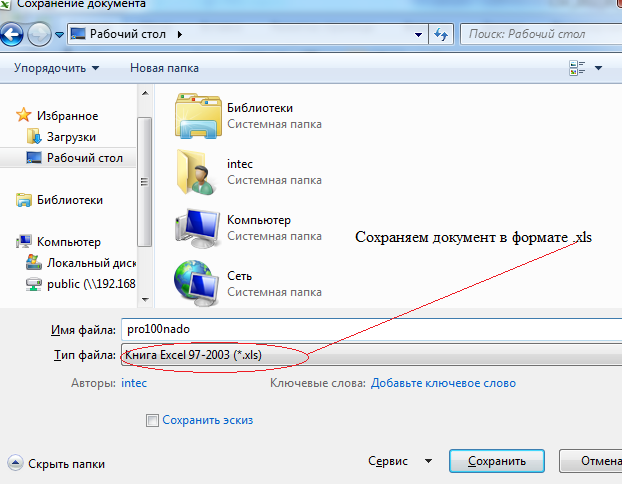 Сохранение документа
Рабочий стол
Поиск: Рабочий стол
Упорядочить
Новая папка
Избранное
Загрузки
Рабочий стол
Библиотеки
Компьютер
Локальный диск
public (\\192.168
Библиотеки
Системная папка
intec
Системная папка
Компьютер
Системная папка
Сеть
Системная папка
Сохраняем документ в формате .xls
Имя файла: pro100nado
Тип файла: Книга Excel 97-2003 (*.xls)
Авторы: intec Ключевые слова: Добавьте ключевое слово
Сохранить эскиз
Скрыть папки Сервис Сохранить Отмена